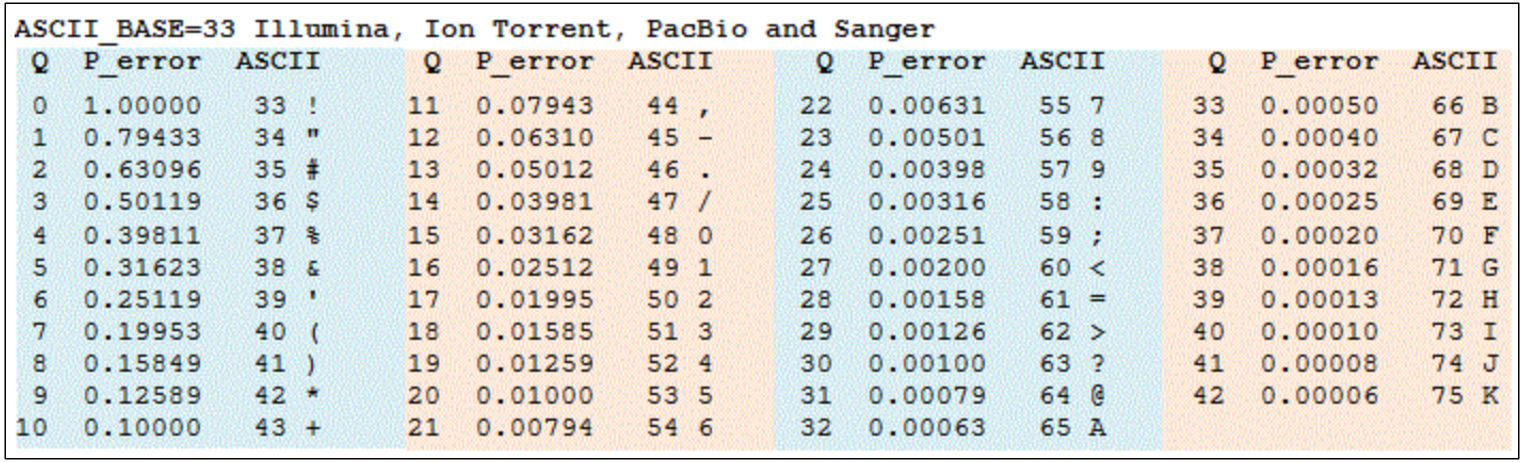 ASCII_BASE=33 Illumina, Ion Torrent, PacBio and Sanger
Q P_error ASCII Q P_error ASCII Q P_error ASCII Q P_error ASCII
0 1.00000 33 ! 11 0.07943 44 , 22 0.00631 55 7 33 0.00050 66 B
1 0.79433 34 " 12 0.06310 45 - 23 0.00501 56 8 34 0.00040 67 C
2 0.63096 35 # 13 0.05012 46 . 24 0.00398 57 9 35 0.00032 68 D
3 0.50119 36 $ 14 0.03981 47 / 25 0.00316 58 : 36 0.00025 69 E
4 0.39811 37 % 15 0.03162 48 0 26 0.00251 59 ; 37 0.00020 70 F
5 0.31623 38 & 16 0.02512 49 1 27 0.00200 60 < 38 0.00016 71 G
6 0.25119 39 ' 17 0.01995 50 2 28 0.00158 61 = 39 0.00013 72 H
7 0.19953 40 ( 18 0.01585 51 3 29 0.00126 62 > 40 0.00010 73 I
8 0.15849 41 ) 19 0.01259 52 4 30 0.00100 63 ? 41 0.00008 74 J
9 0.12589 42 * 20 0.01000 53 5 31 0.00079 64 @ 42 0.00006 75 K
10 0.10000 43 + 21 0.00794 54 6 32 0.00063 65 A